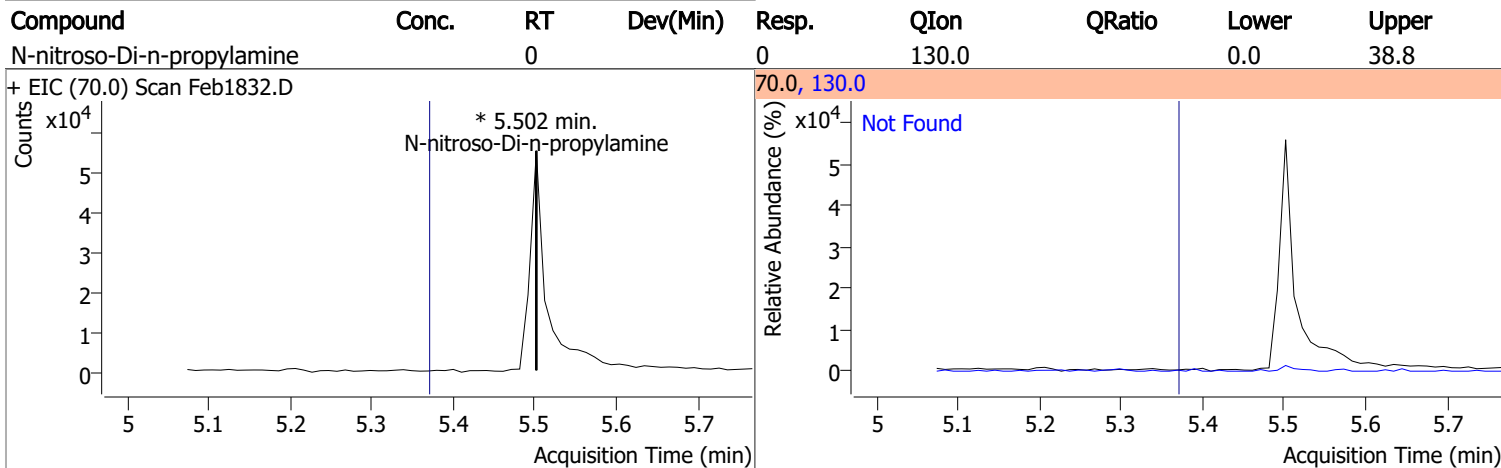 Compound Conc. RT Dev(Min) Resp. QIon QRatio Lower Upper
N-nitroso-Di-n-propylamine 0 0 130.0 0.0 38.8
+ EIC (70.0) Scan Feb1832.D
Counts
x10⁴
* 5.502 min.
N-nitroso-Di-n-propylamine
5
4
3
2
1
0
5 5.1 5.2 5.3 5.4 5.5 5.6 5.7
Acquisition Time (min)
70.0, 130.0
Relative Abundance (%)
x10⁴
Not Found
5
4
3
2
1
0
5 5.1 5.2 5.3 5.4 5.5 5.6 5.7
Acquisition Time (min)